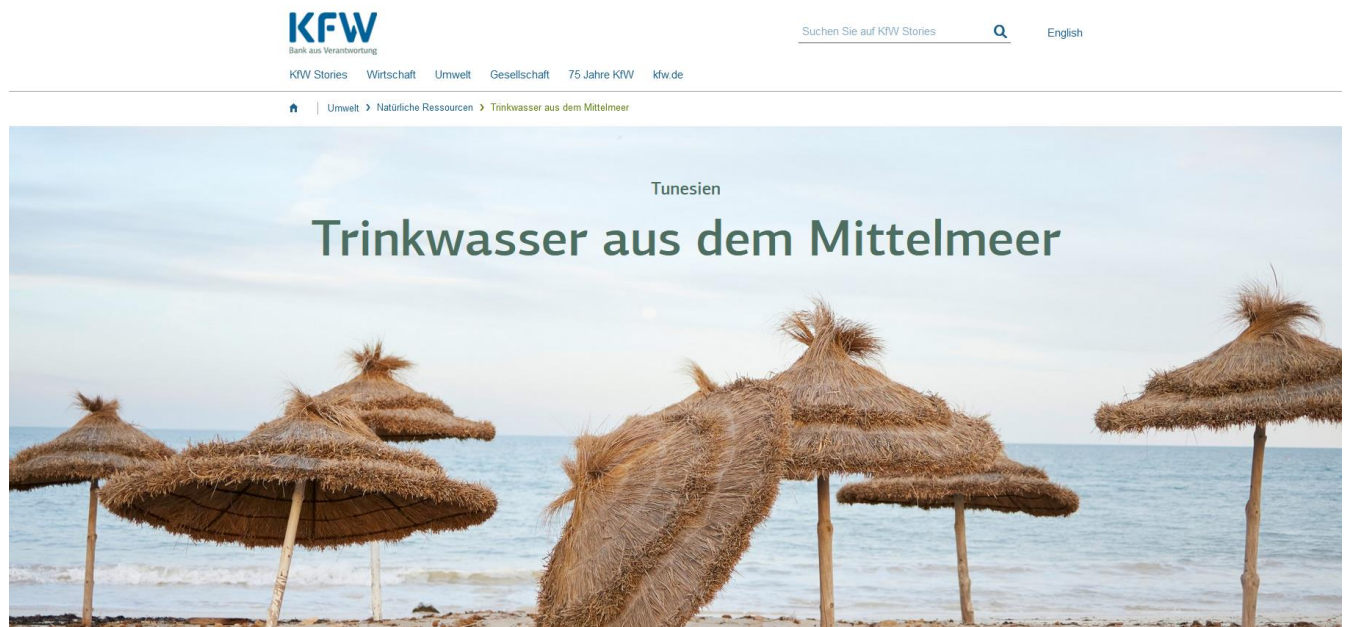 KFW
Bank aus Verantwortung
Suchen Sie auf KfW Stories
English
KfW Stories Wirtschaft Umwelt Gesellschaft 75 Jahre KfW kfw.de
Umwelt › Natürliche Ressourcen › Trinkwasser aus dem Mittelmeer
Tunesien
Trinkwasser aus dem Mittelmeer